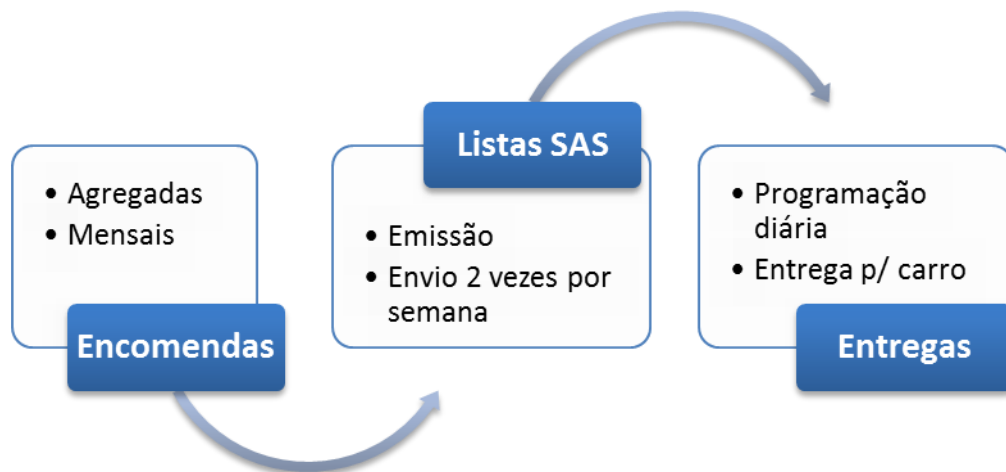 • Agregadas
• Mensais
Encomendas
Listas SAS
• Emissão
• Envio 2 vezes por
semana
• Programação
diária
• Entrega p/ carro
Entregas